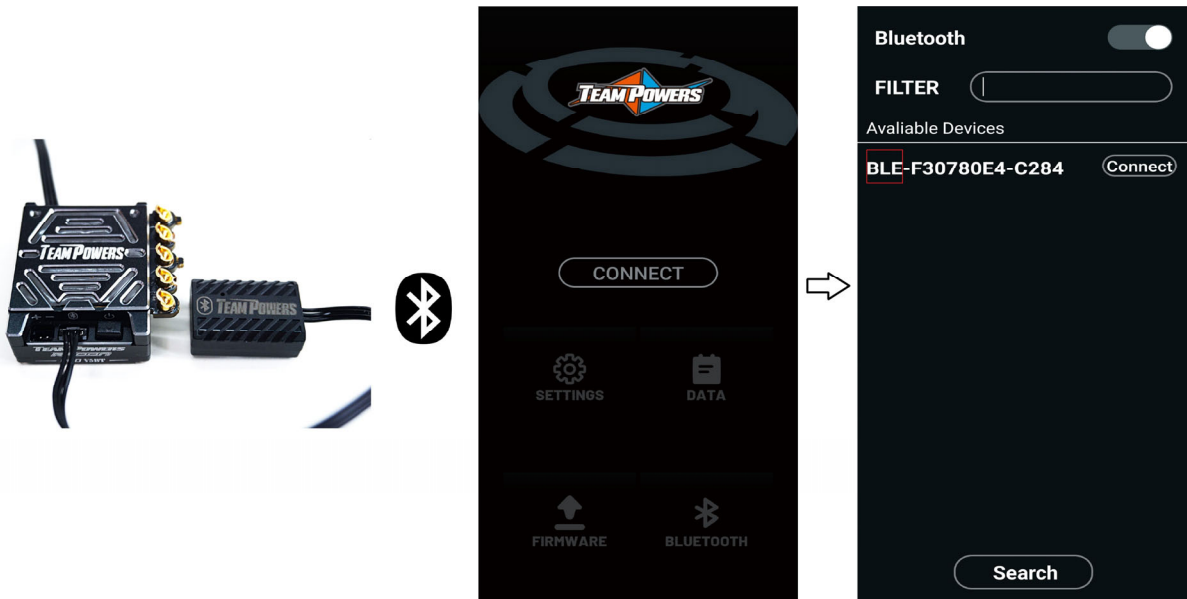 TEAM POWERS
TEAM POWERS
TEAM POWERS
TEAM POWERS
CONNECT
SETTINGS
DATA
FIRMWARE
BLUETOOTH
Bluetooth
FILTER
Avaliable Devices
BLE-F30780E4-C284
Connect
Search